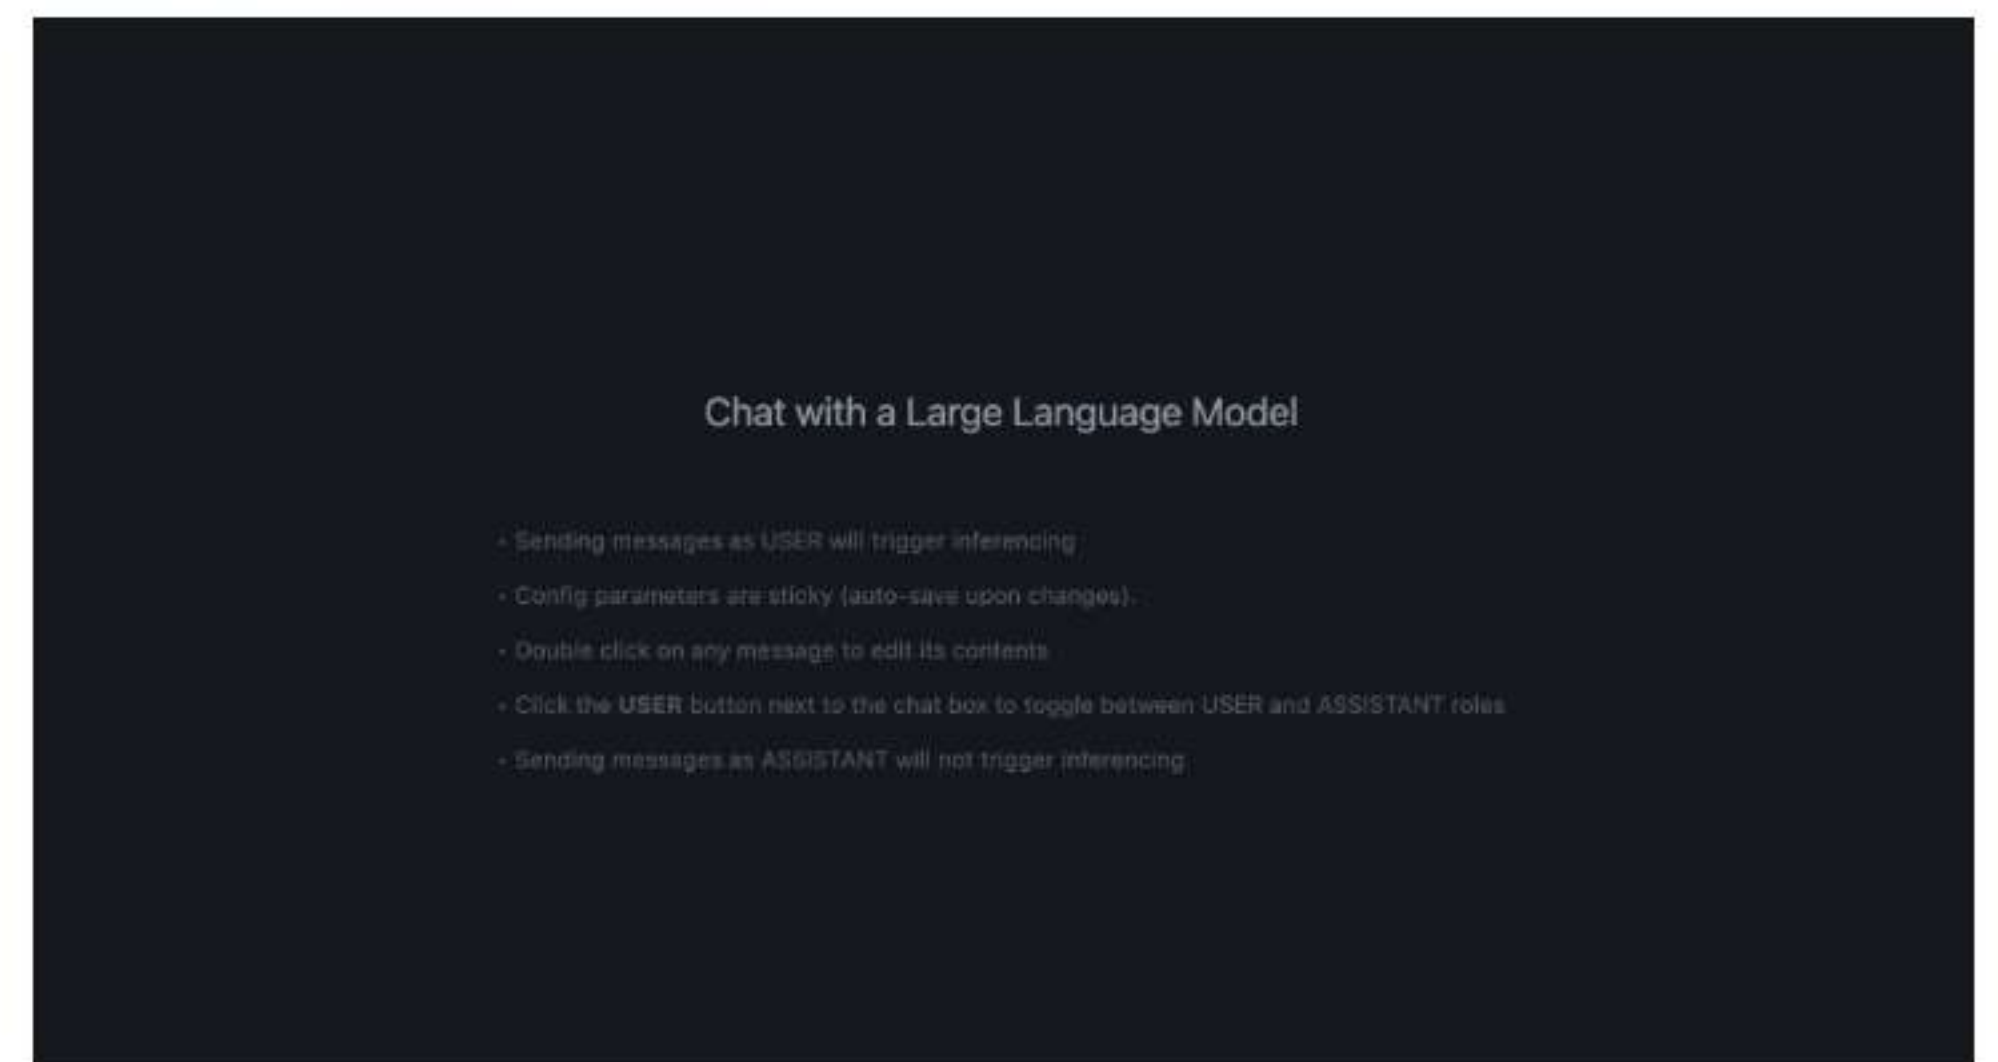 Chat with a Large Language Model
- Sending messages as USER will trigger inferencing
- Config parameters are sticky (auto-save upon changes).
- Double click on any message to edit its contents
- Click the USER button next to the chat box to toggle between USER and ASSISTANT roles
- Sending messages as ASSISTANT will not trigger inferencing